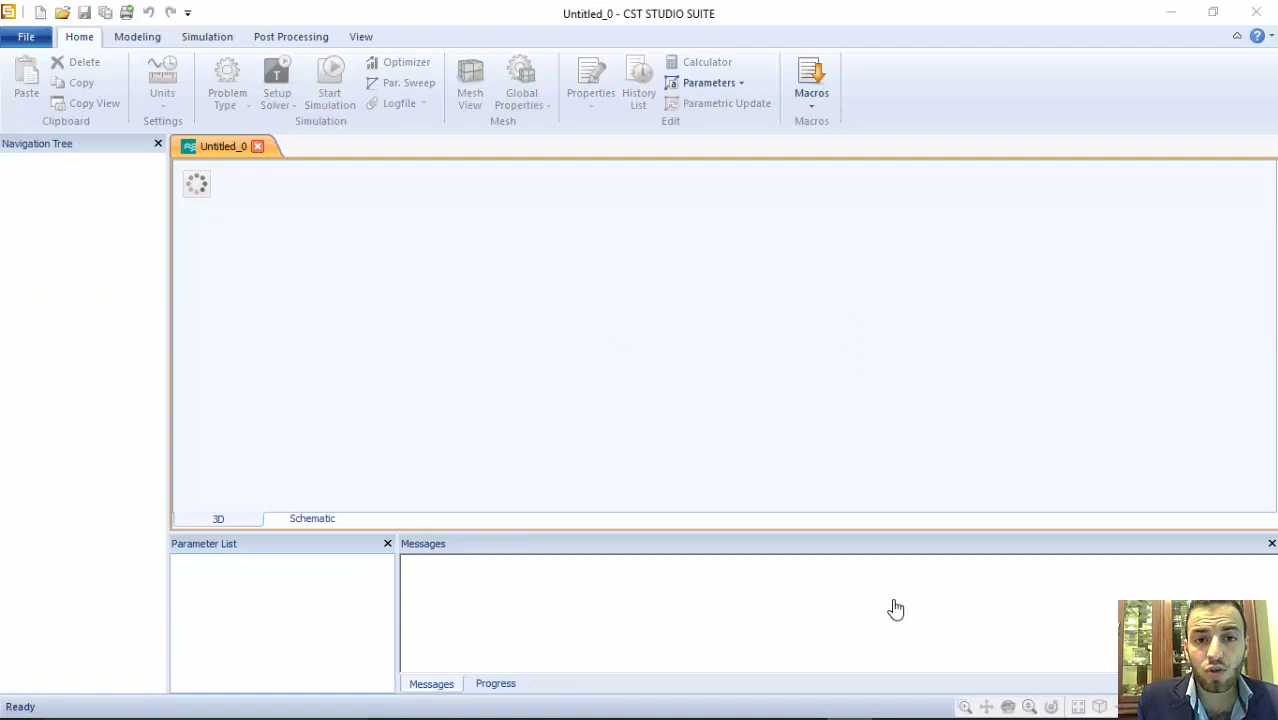 Untitled_0 - CST STUDIO SUITE
File Home Modeling Simulation Post Processing View
Paste
Delete
Copy
Copy View
Clipboard
Units
Settings
Problem Type
Setup Solver
Start Simulation
Optimizer
Par. Sweep
Logfile
Simulation
Mesh View
Global Properties
Mesh
Properties
History List
Calculator
Parameters
Parametric Update
Edit
Macros
Macros
Navigation Tree
Untitled_0
3D Schematic
Parameter List
Messages
Messages Progress
Ready